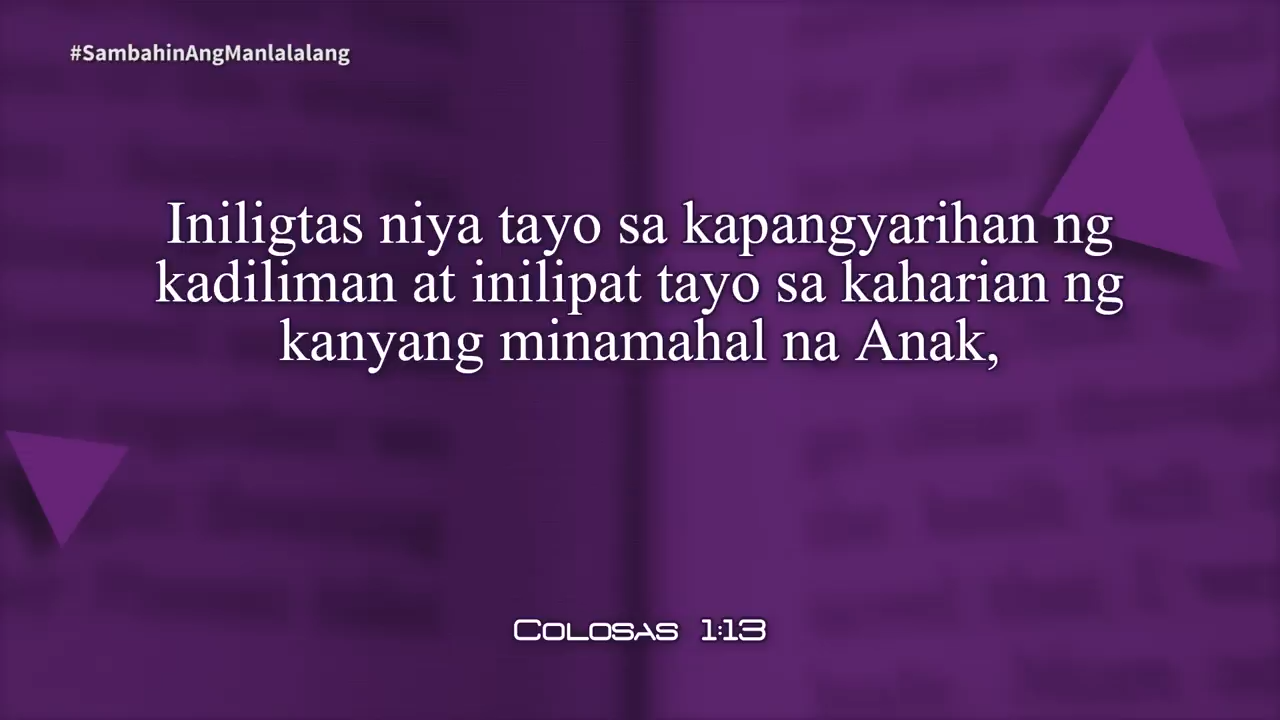 #SambahinAngManlalalang
Iniligtas niya tayo sa kapangyarihan ng
kadiliman at inilipat tayo sa kaharian ng
kanyang minamahal na Anak,
Colosas 1:13